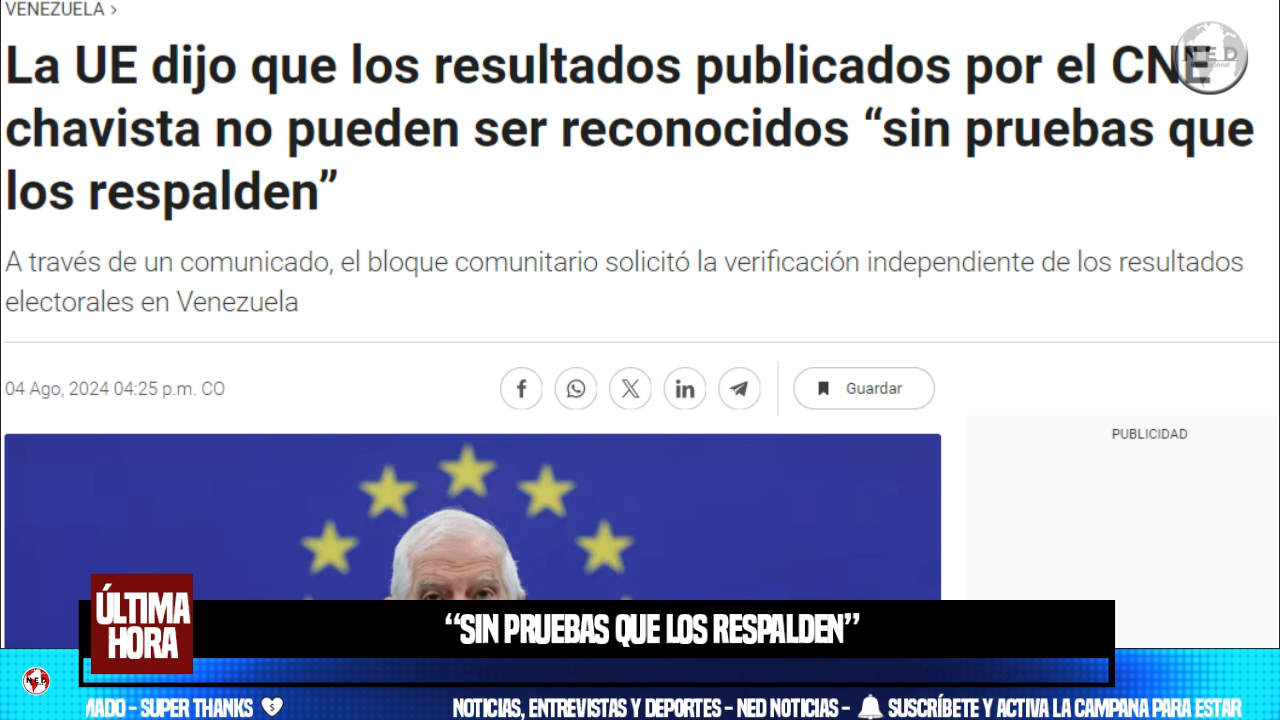 VENEZUELA >
La UE dijo que los resultados publicados por el CNE
chavista no pueden ser reconocidos “sin pruebas que
los respalden”
A través de un comunicado, el bloque comunitario solicitó la verificación independiente de los resultados
electorales en Venezuela
04 Ago, 2024 04:25 p.m. CO
Guardar
PUBLICIDAD
NED
ÚLTIMA
HORA
“SIN PRUEBAS QUE LOS RESPALDEN”
NED
MADO - SUPER THANKS
NOTICIAS, ENTREVISTAS Y DEPORTES - NED NOTICIAS -
SUSCRÍBETE Y ACTIVA LA CAMPANA PARA ESTAR